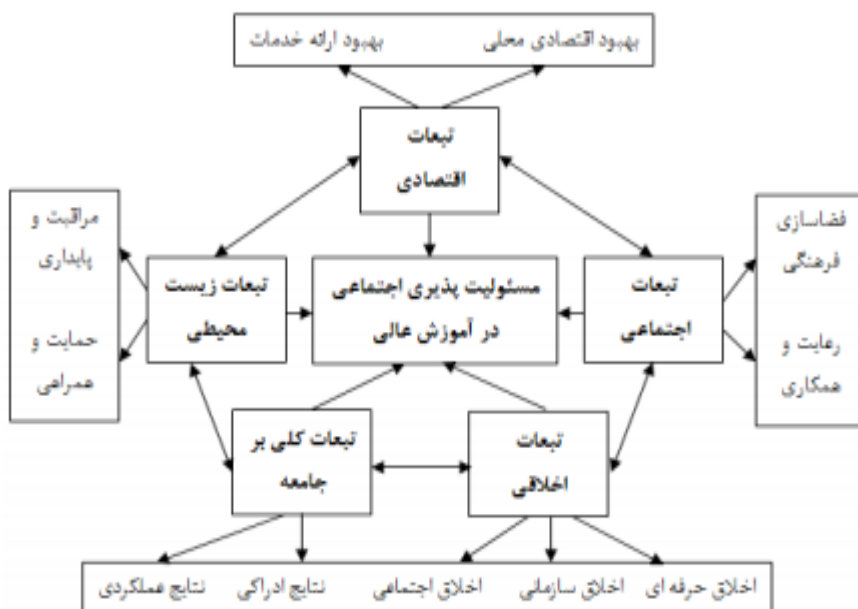 بهبود اقتصادی محلی
بهبود ارائه خدمات
تبعات
اقتصادی
فضاسازی
فرهنگی
رعایت و
همکاری
تبعات
اجتماعی
مسئولیت پذیری اجتماعی
در آموزش عالی
تبعات زیست
محیطی
مراقبت و
پایداری
حمایت و
همراهی
تبعات
اخلاقی
تبعات کلی بر
جامعه
اخلاق حرفه ای
اخلاق سازمانی
اخلاق اجتماعی
نتایج ادراکی
نتایج عملکردی